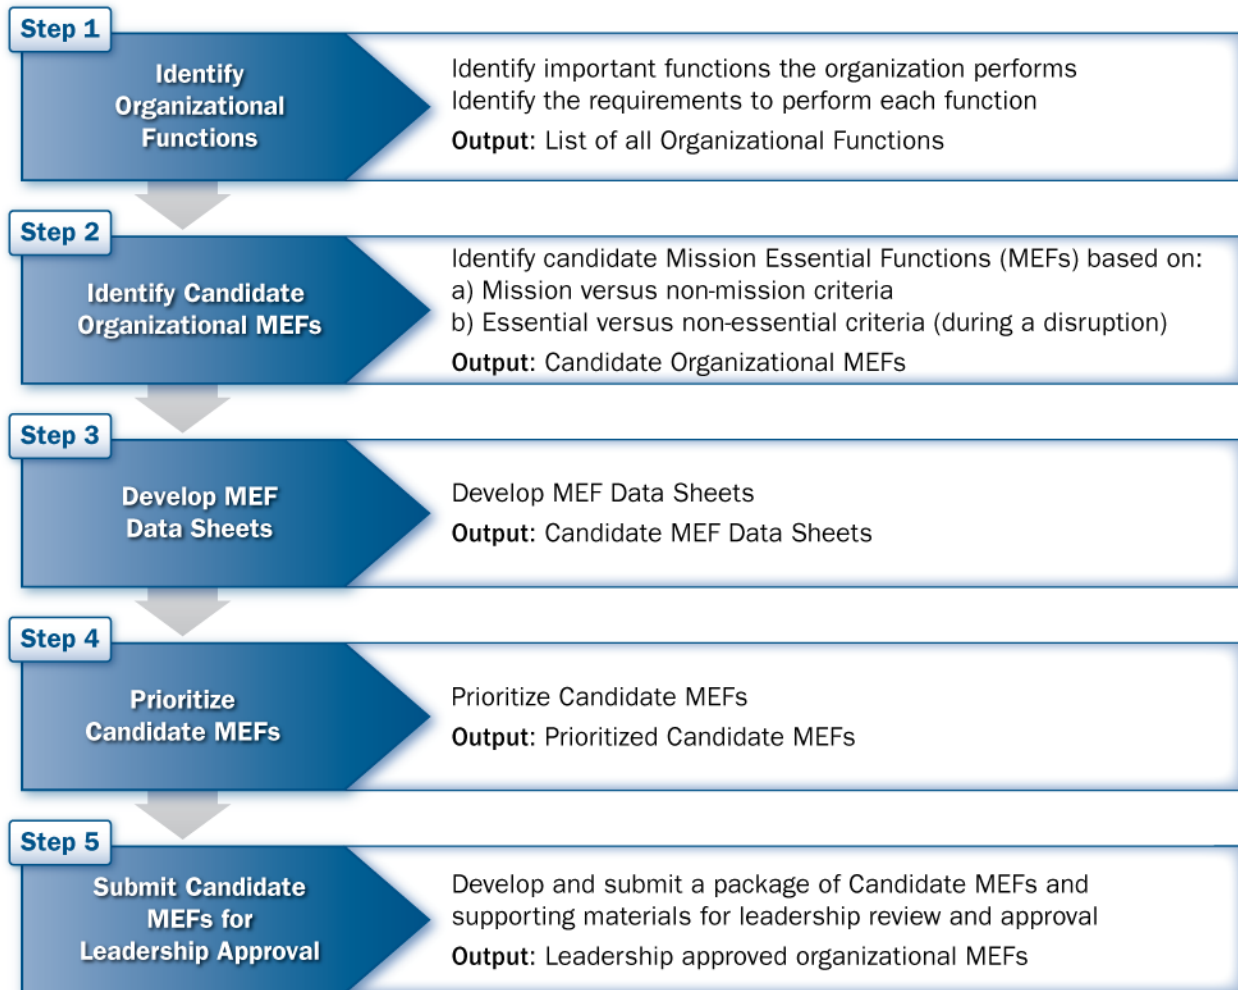 Step 1
Identify
Organizational
Functions
Identify important functions the organization performs
Identify the requirements to perform each function
Output: List of all Organizational Functions
Step 2
Identify Candidate
Organizational MEFs
Identify candidate Mission Essential Functions (MEFs) based on:
a) Mission versus non-mission criteria
b) Essential versus non-essential criteria (during a disruption)
Output: Candidate Organizational MEFs
Step 3
Develop MEF
Data Sheets
Develop MEF Data Sheets
Output: Candidate MEF Data Sheets
Step 4
Prioritize
Candidate MEFs
Prioritize Candidate MEFs
Output: Prioritized Candidate MEFs
Step 5
Submit Candidate
MEFs for
Leadership Approval
Develop and submit a package of Candidate MEFs and
supporting materials for leadership review and approval
Output: Leadership approved organizational MEFs